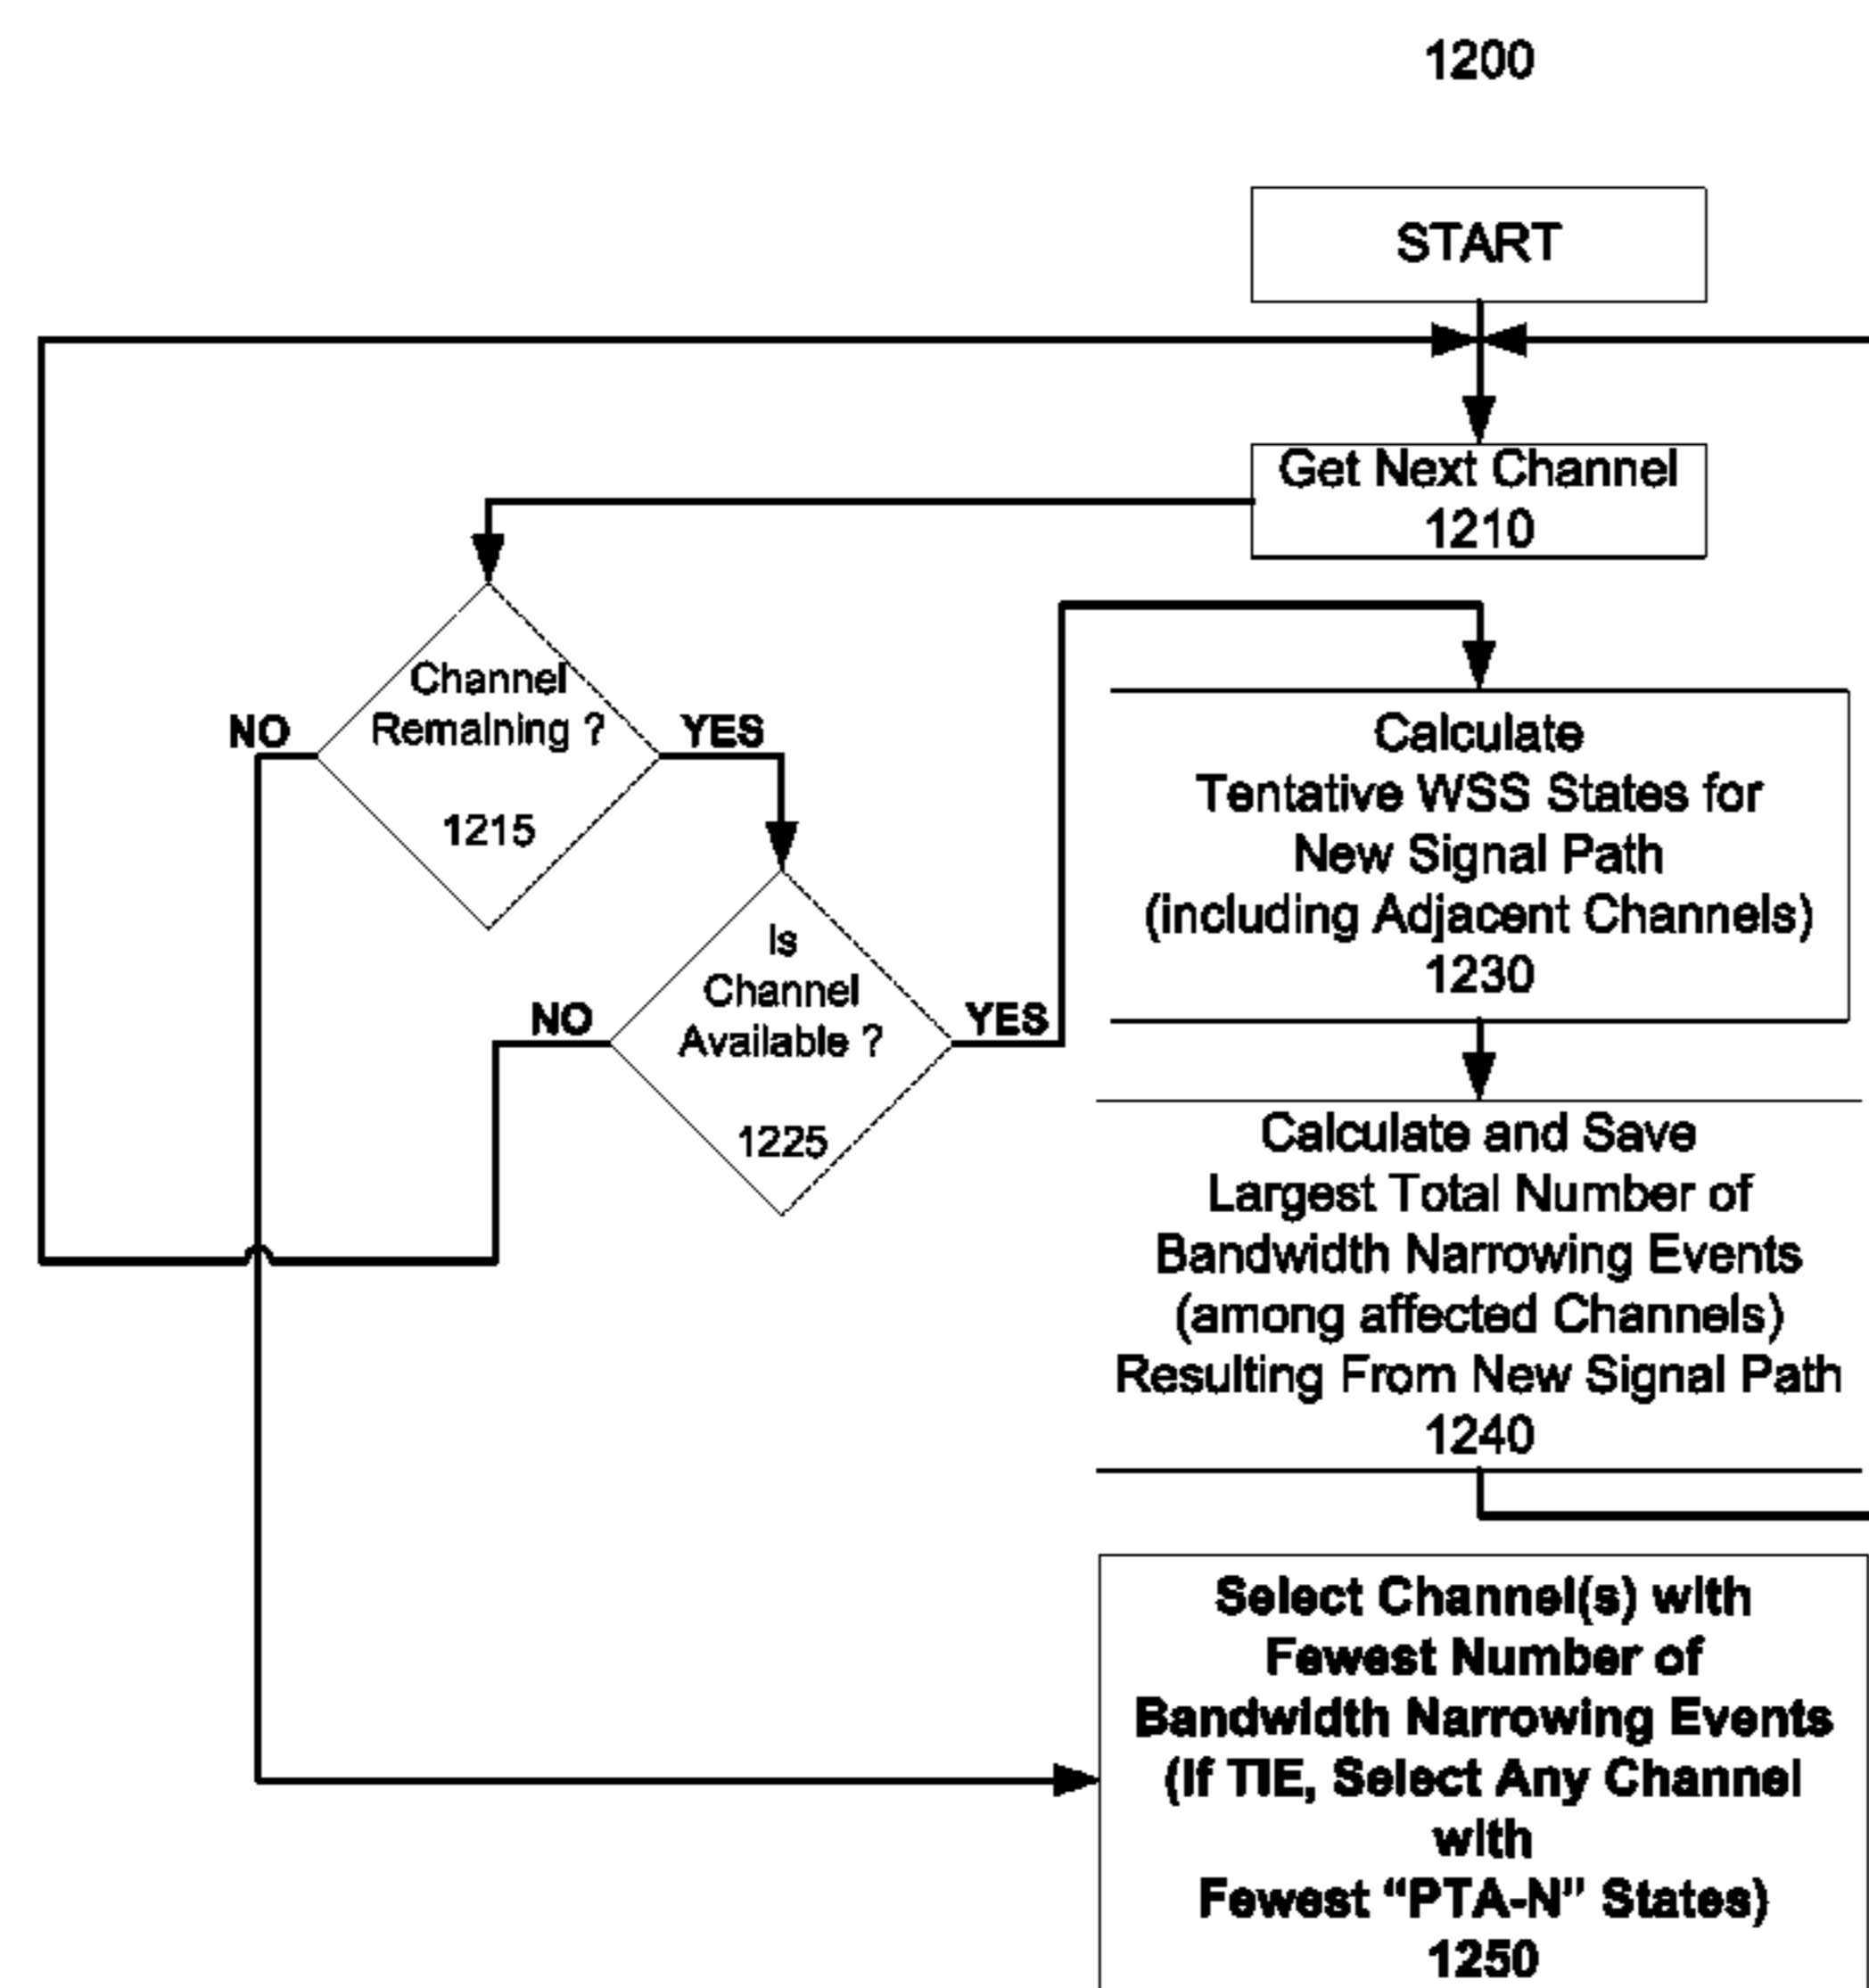 1200
START
Get Next Channel
1210
Channel
Remaining ?
1215
NO
YES
Is
Channel
Available ?
1225
NO
YES
Calculate
Tentative WSS States for
New Signal Path
(including Adjacent Channels)
1230
Calculate and Save
Largest Total Number of
Bandwidth Narrowing Events
(among affected Channels)
Resulting From New Signal Path
1240
Select Channel(s) with
Fewest Number of
Bandwidth Narrowing Events
(If TIE, Select Any Channel
with
Fewest “PTA-N” States)
1250